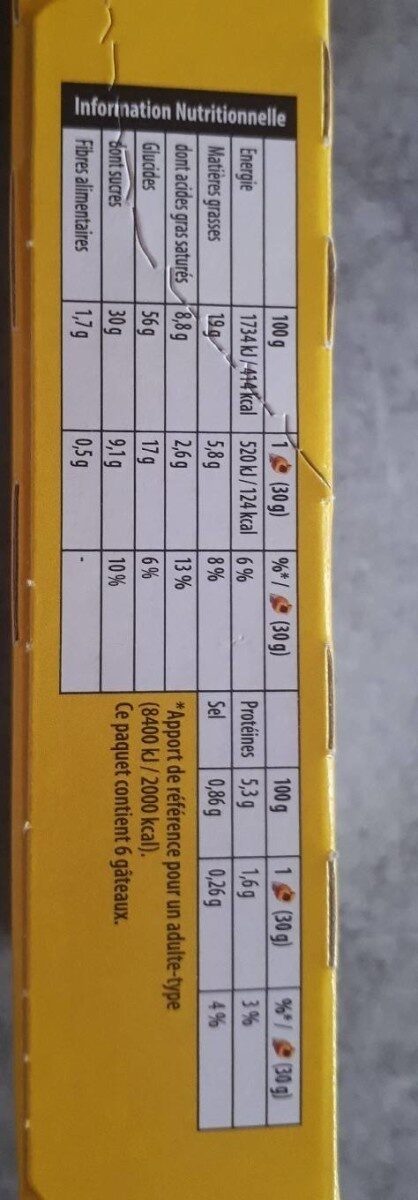 Information Nutritionnelle
100 g 1 (30 g) %*/ (30 g)
Energie 1734 kJ / 414 kcal 520 kJ / 124 kcal 6 %
Matières grasses 19 g 5,8 g 8 %
dont acides gras saturés 8,8 g 2,6 g 13 %
Glucides 56 g 17 g 6 %
dont sucres 30 g 9,1 g 10 %
Fibres alimentaires 1,7 g 0,5 g -
100 g 1 (30 g) %*/ (30 g)
Protéines 5,3 g 1,6 g 3 %
Sel 0,86 g 0,26 g 4 %
*Apport de référence pour un adulte-type
(8400 kJ / 2000 kcal).
Ce paquet contient 6 gâteaux.